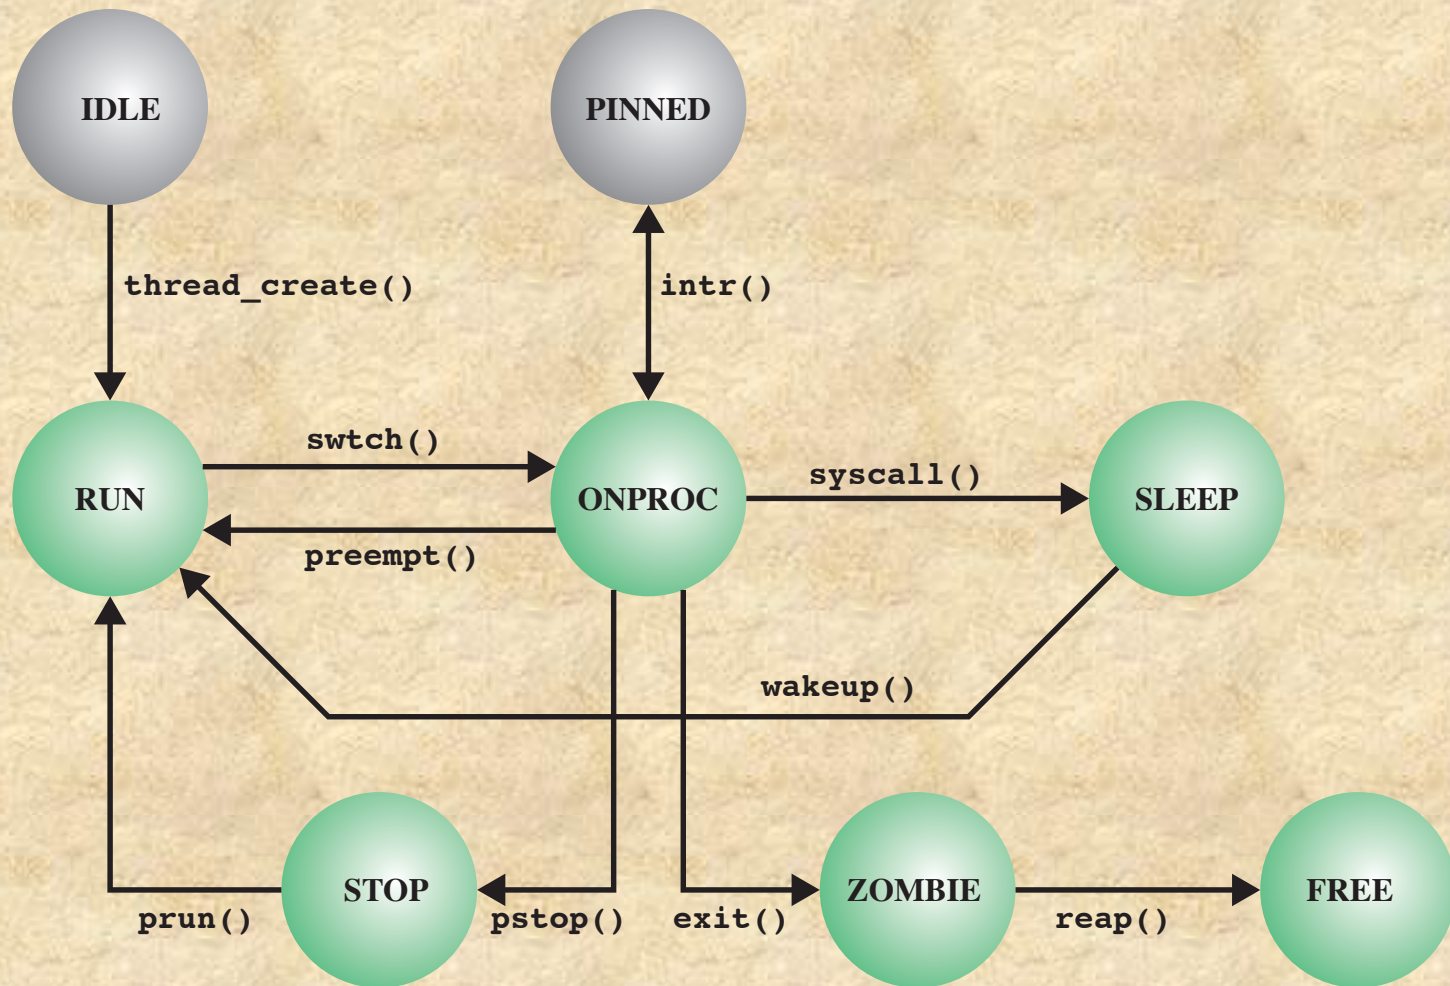 IDLE
PINNED
thread_create()
intr()
swtch()
RUN
ONPROC
syscall()
SLEEP
preempt()
wakeup()
STOP
ZOMBIE
FREE
prun()
pstop()
exit()
reap()